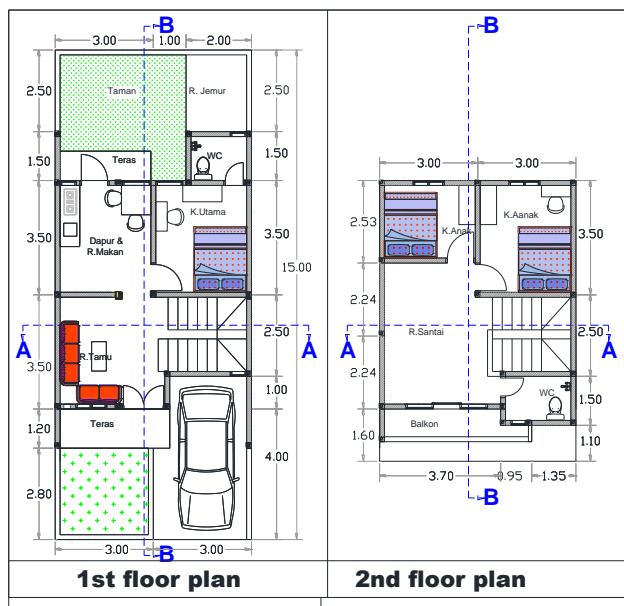 B
B
3.00
1.00
2.00
2.50
Taman
R. Jemur
2.50
1.50
Teras
WC
1.50
3.00
3.00
3.50
K.Utama
Dapur &
R.Makan
3.50
15.00
2.53
K.Anak
K.Aanak
3.50
2.24
2.50
R.Santai
2.50
A
A
A
A
3.50
R.Tamu
1.00
2.24
WC
1.50
1.20
Teras
4.00
1.60
Balkon
1.10
2.80
3.70
0.95
1.35
B
3.00
3.00
B
1st floor plan
2nd floor plan